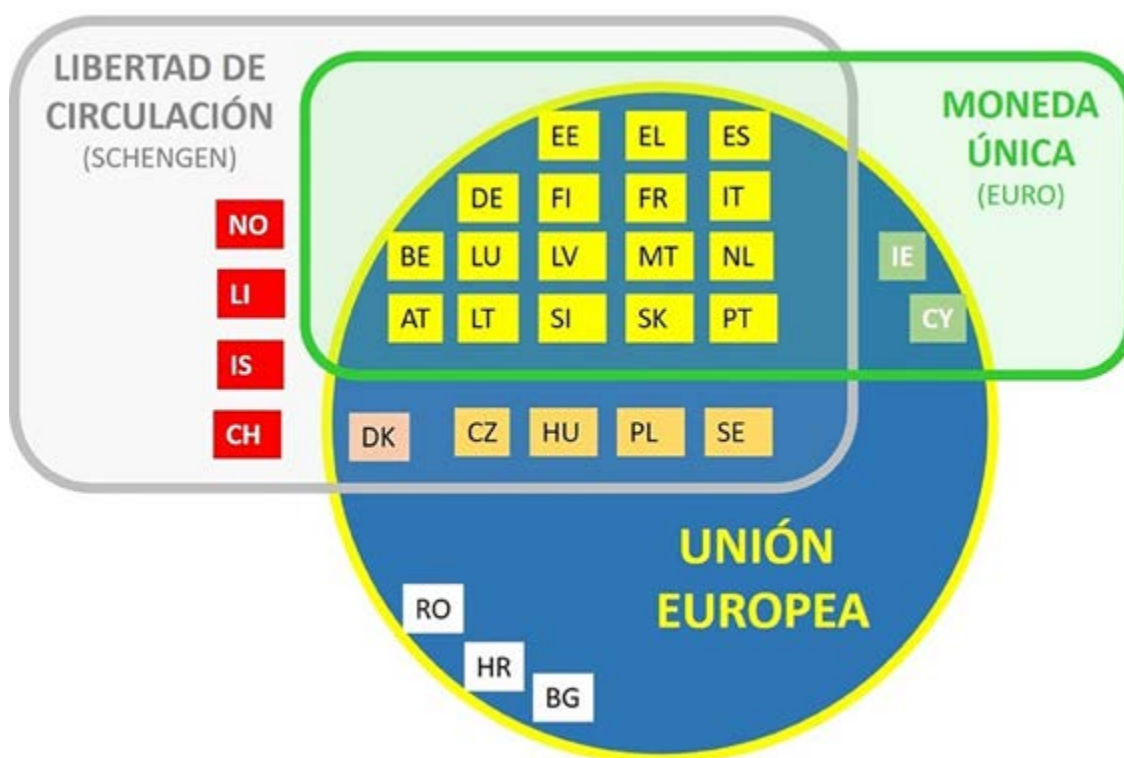 LIBERTAD DE
CIRCULACIÓN
(SCHENGEN)
MONEDA
ÚNICA
(EURO)
EE EL ES
DE FI FR IT
BE LU LV MT NL
AT LT SI SK PT
NO
LI
IS
CH
IE
CY
DK CZ HU PL SE
UNIÓN
EUROPEA
RO
HR
BG